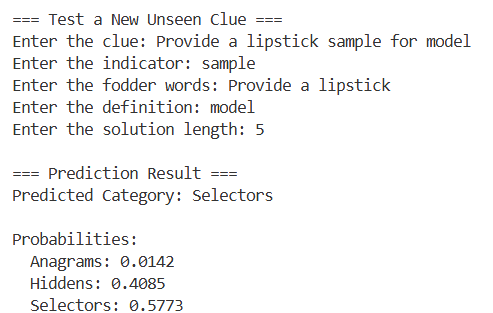 === Test a New Unseen Clue ===
Enter the clue: Provide a lipstick sample for model
Enter the indicator: sample
Enter the fodder words: Provide a lipstick
Enter the definition: model
Enter the solution length: 5

=== Prediction Result ===
Predicted Category: Selectors

Probabilities:
  Anagrams: 0.0142
  Hiddens: 0.4085
  Selectors: 0.5773